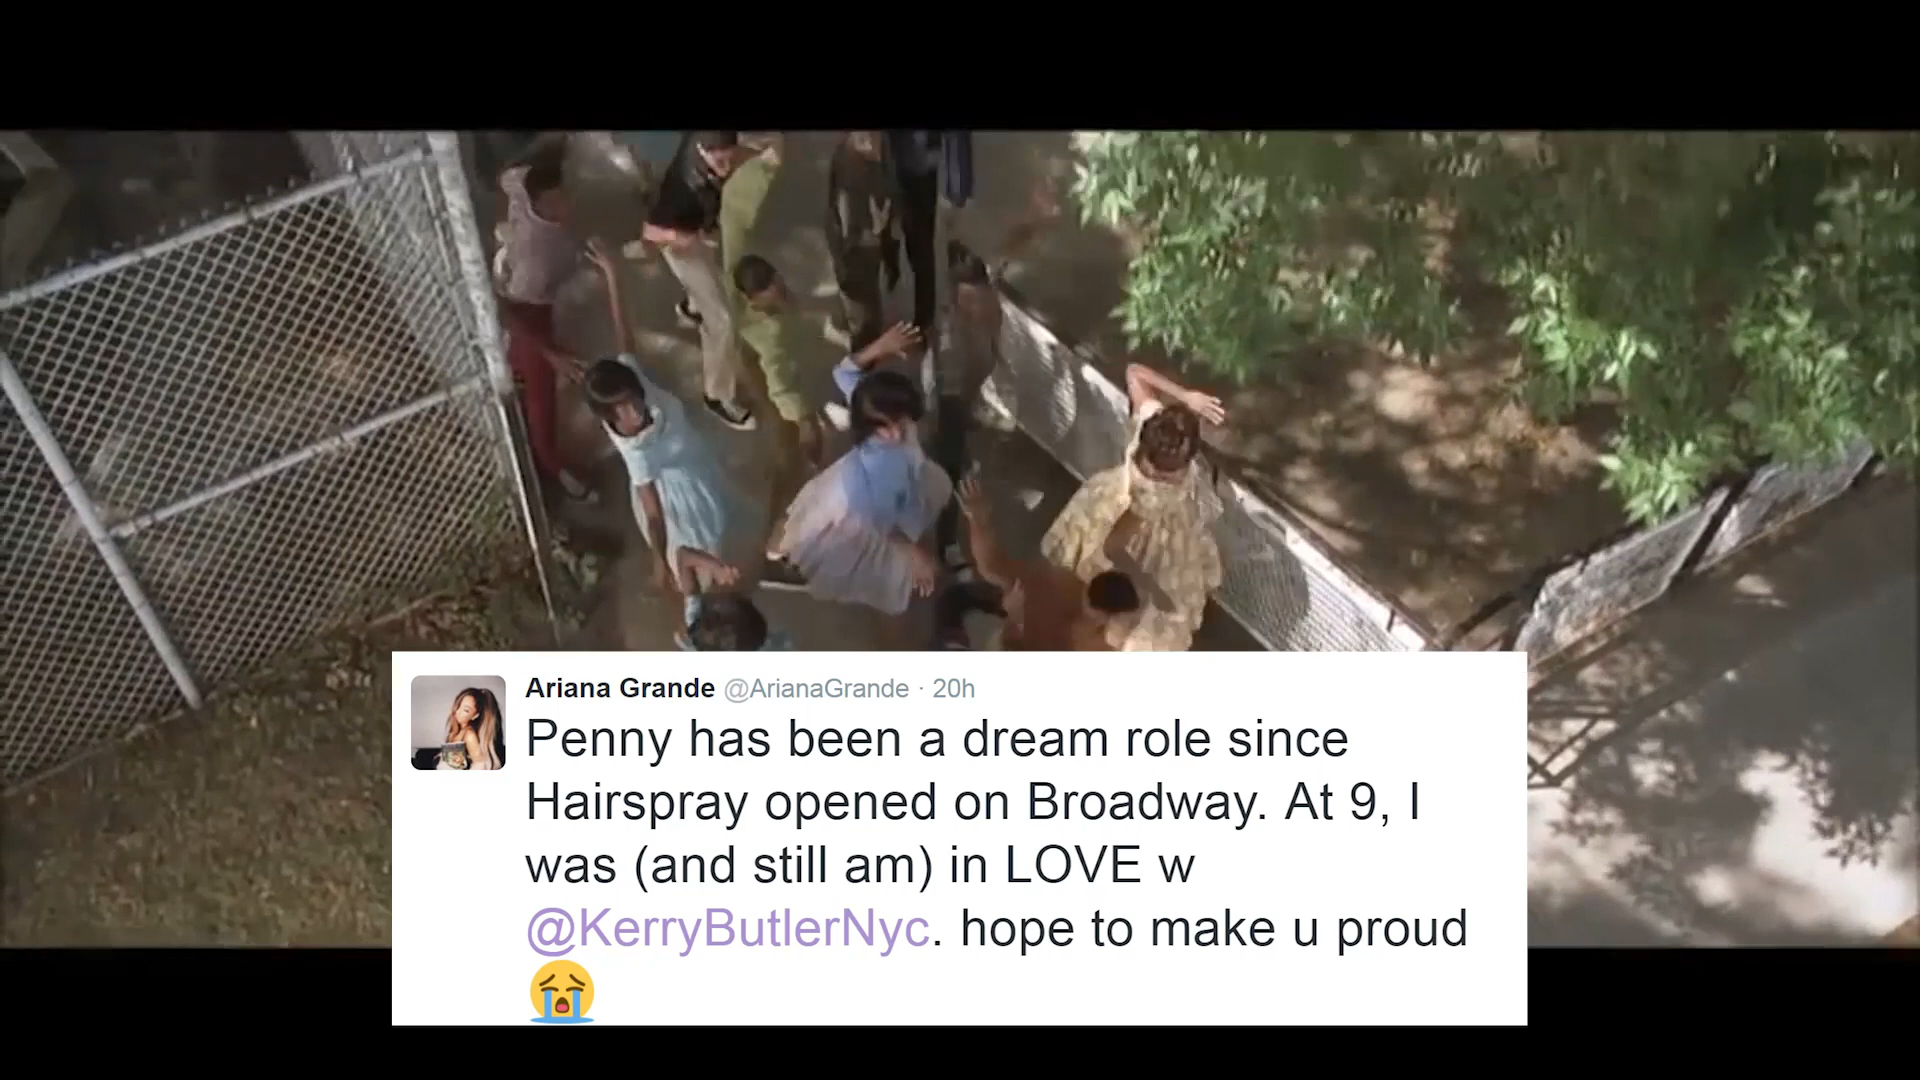 Ariana Grande @ArianaGrande · 20h
Penny has been a dream role since
Hairspray opened on Broadway. At 9, I
was (and still am) in LOVE w
@KerryButlerNyc. hope to make u proud
😭